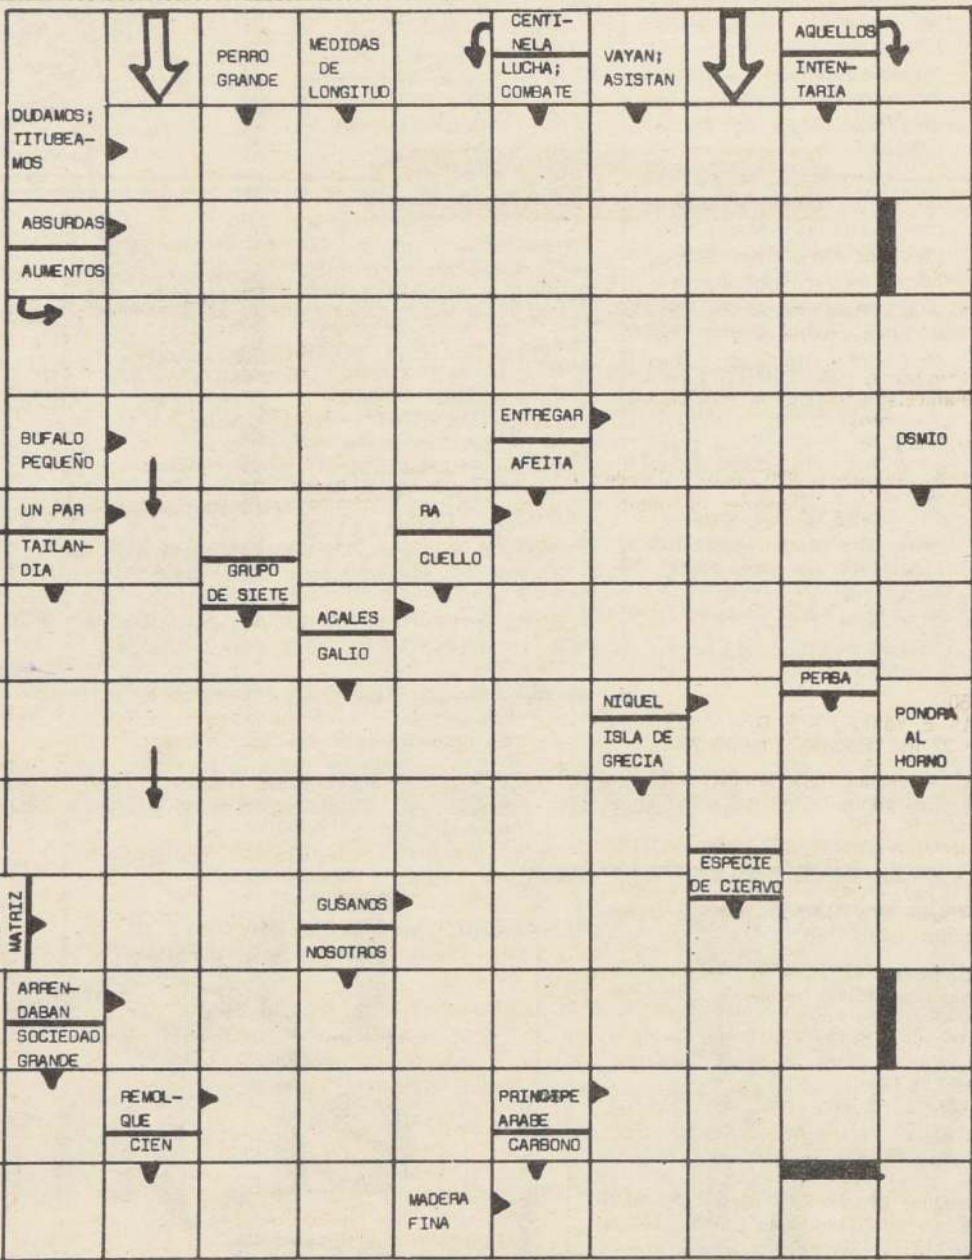 PERRO
GRANDE
MEDIDAS
DE
LONGITUD
CENTI-
NELA
LUCHA;
COMBATE
VAYAN;
ASISTAN
AQUELLOS
INTEN-
TARIA
DUDAMOS;
TITUBEA-
MOS
ABSURDAS
AUMENTOS
BUFALO
PEQUEÑO
ENTREGAR
AFEITA
OSMIO
UN PAR
TAILAN-
DIA
RA
CUELLO
GRUPO
DE SIETE
ACALES
GALIO
PERSA
NIQUEL
ISLA DE
GRECIA
PONDRA
AL
HORNO
ESPECIE
DE CIERVO
MATRIZ
GUSANOS
NOSOTROS
ARREN-
DABAN
SOCIEDAD
GRANDE
REMOL-
QUE
CIEN
PRINCIPE
ARABE
CARBONO
MADERA
FINA